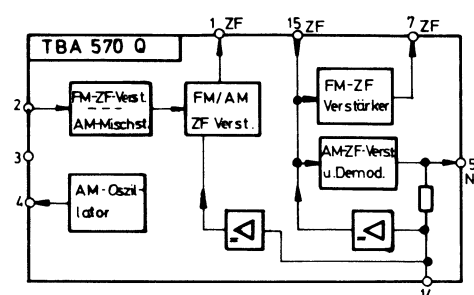 TBA 570 Q
1 ZF
15 ZF
7 ZF
2
FM-ZF-Verst.
AM-Mischst.
FM/AM
ZF Verst.
FM-ZF
Verstärker
3
AM-ZF-Verst.
u.Demod.
4
AM-Oszil-
lator